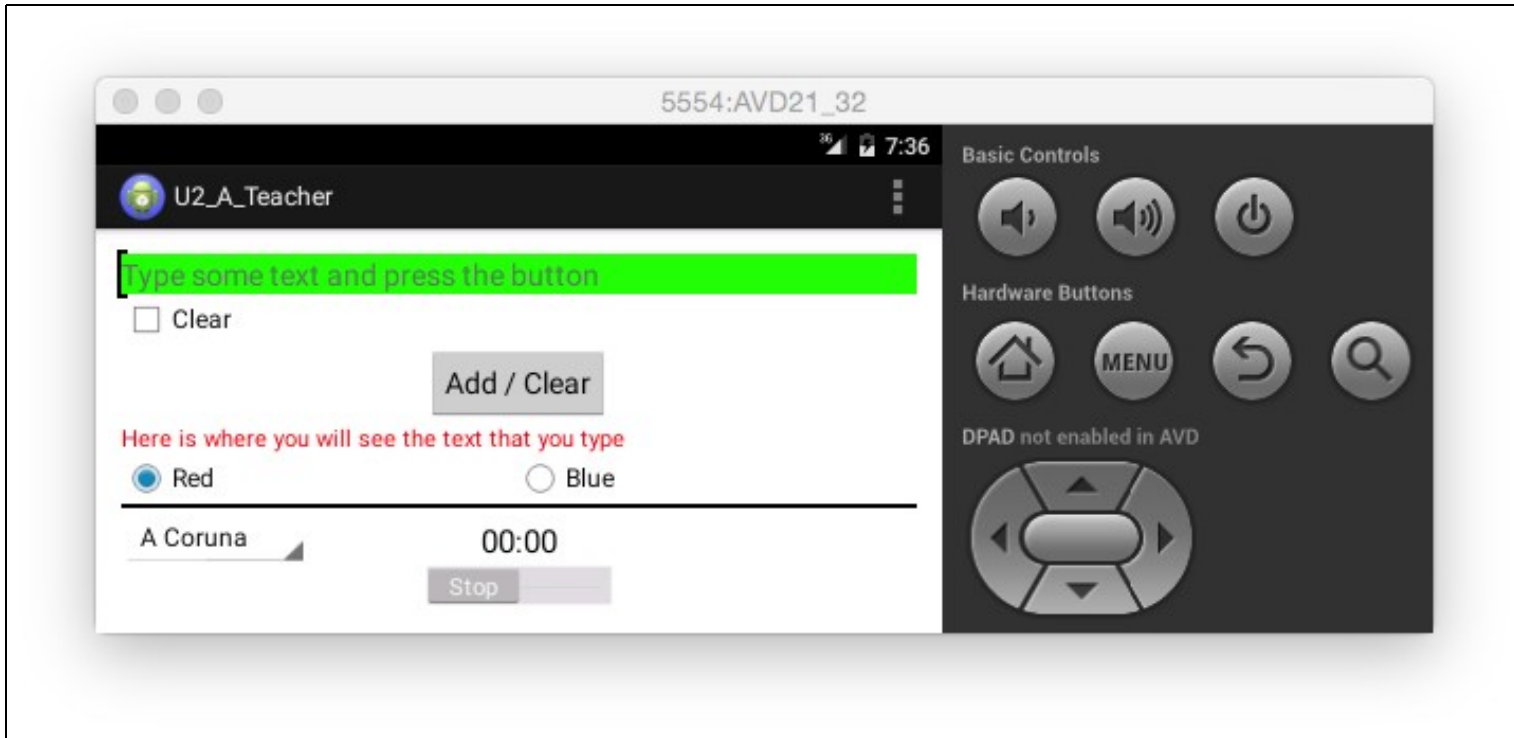 5554:AVD21_32
36 7:36
U2_A_Teacher
Type some text and press the button
Clear
Add / Clear
Here is where you will see the text that you type
Red Blue
A Coruna 00:00
Stop
Basic Controls
Hardware Buttons
MENU
DPAD not enabled in AVD